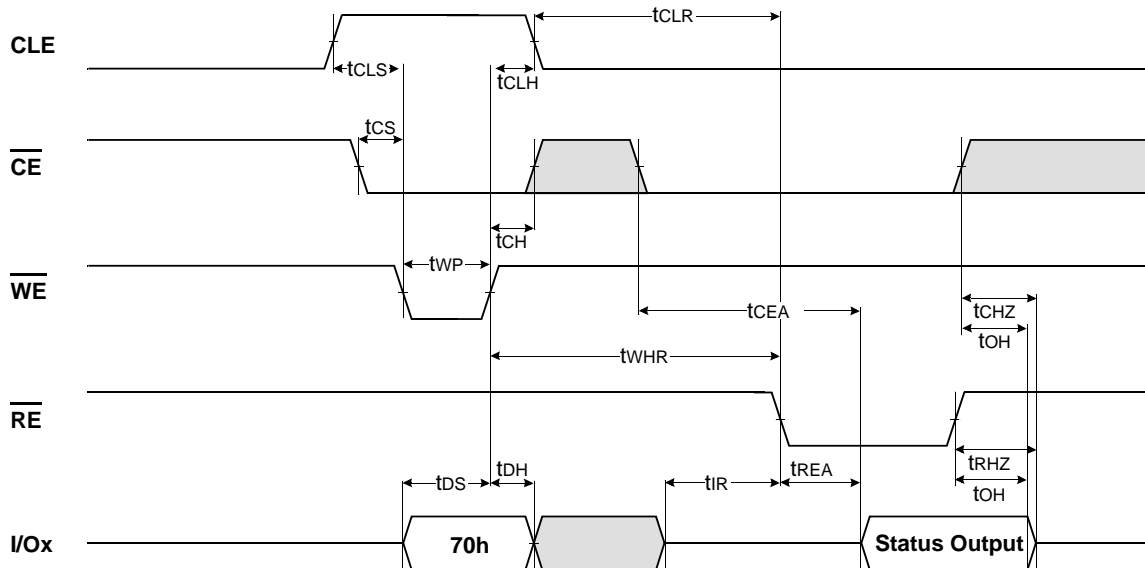 CLE
tCLR
tCLS
tCLH
tCS
CE
tCH
tWP
WE
tCEA
tCHZ
tOH
tWHR
RE
tDS
tDH
tIR
tREA
tRHZ
tOH
I/Ox
70h
Status Output